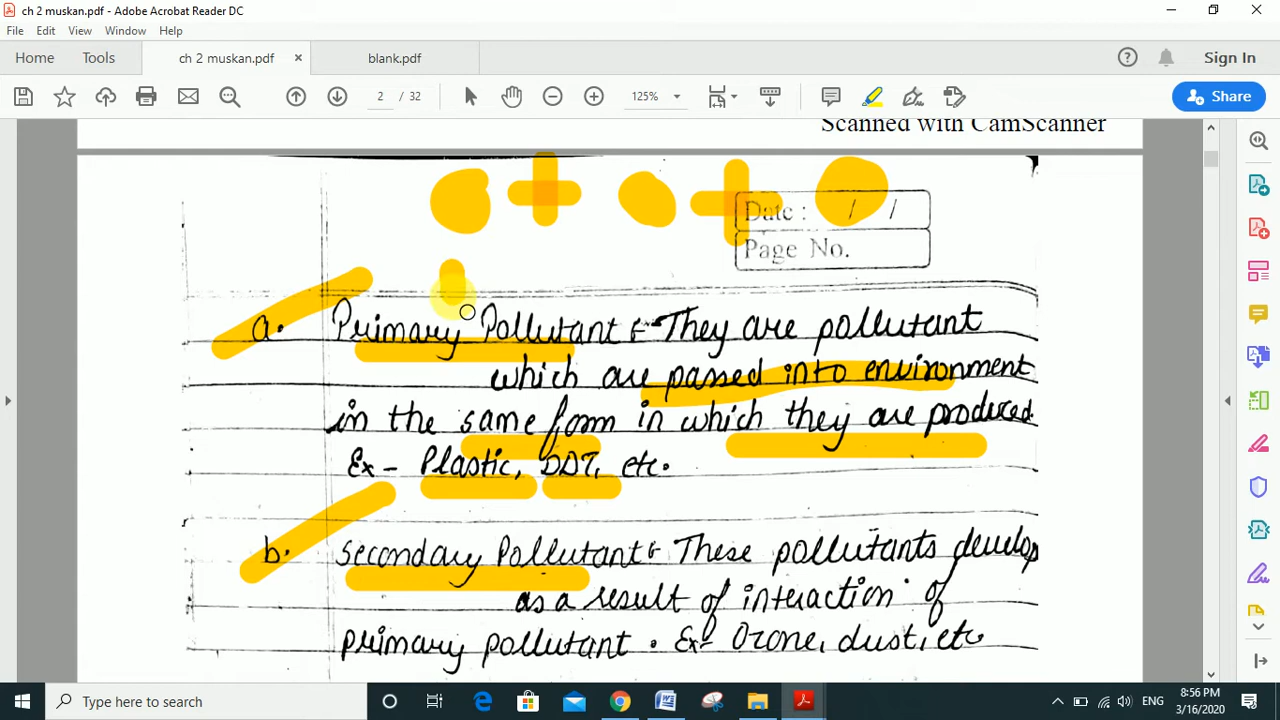 ch 2 muskan.pdf - Adobe Acrobat Reader DC
File Edit View Window Help
Home Tools ch 2 muskan.pdf × blank.pdf Sign In
2 / 32 125% Share
Scanned with CamScanner
Date : / /
Page No.
a. Primary Pollutant :- They are pollutant
which are passed into environment
in the same form in which they are produced
Ex - Plastic, DDT, etc.
b. Secondary Pollutant :- These pollutants develop
as a result of interaction of
primary pollutant . Ex- Ozone, dust, etc
Type here to search
ENG
8:56 PM
3/16/2020